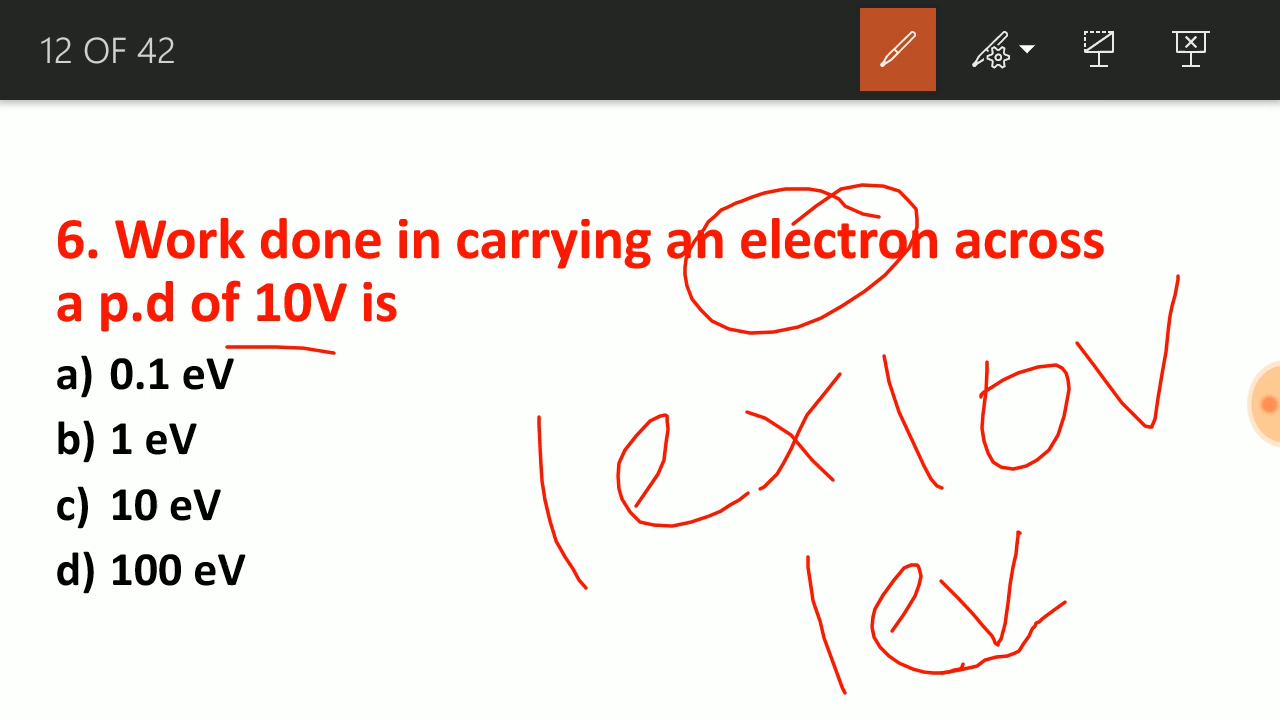 12 OF 42
6. Work done in carrying an electron across
a p.d of 10V is
a) 0.1 eV
b) 1 eV
c) 10 eV
d) 100 eV
1e x 10V
1eV